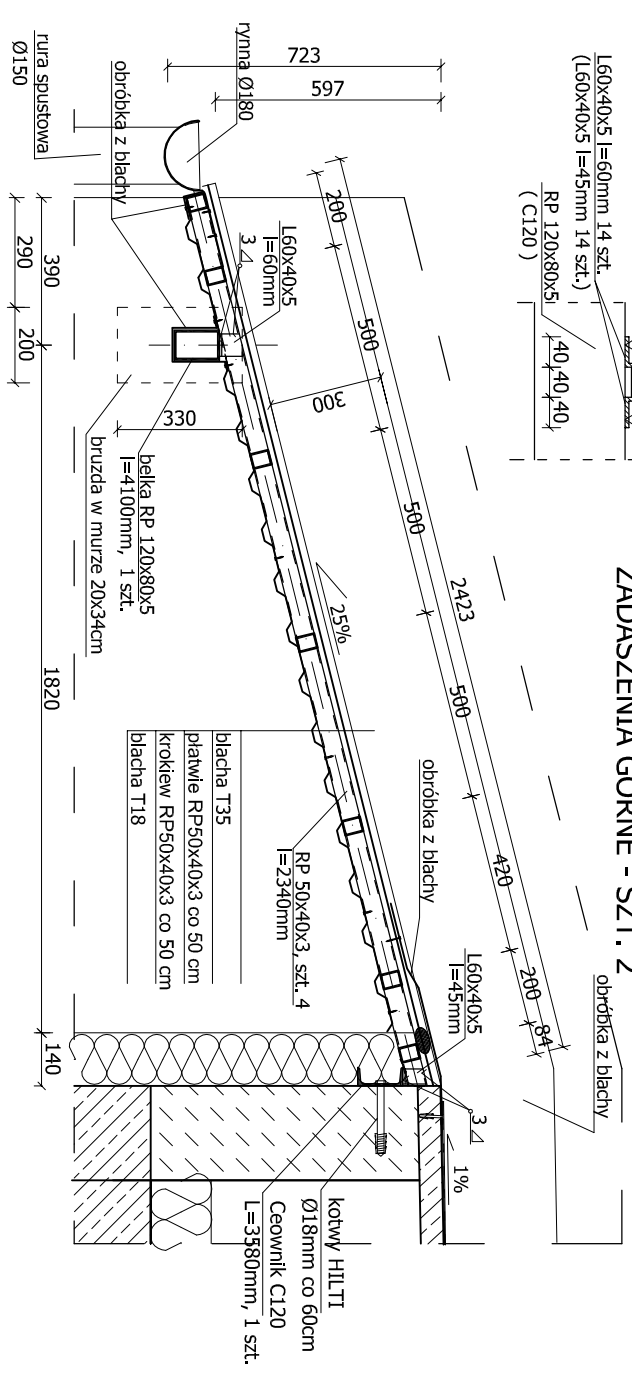 L60x40x5 l=60mm 14 szt.
(L60x40x5 l=45mm 14 szt.)
RP 120x80x5
( C120 )
40
40
40
ZADASZENIA GÓRNE - SZT. 2
723
597
rynna Ø180
obróbka z blachy
rura spustowa
Ø150
L60x40x5
l=60mm
3
200
500
500
500
420
200
84
2423
300
25%
330
390
290
200
1820
140
belka RP 120x80x5
l=4100mm, 1 szt.
bruzda w murze 20x34cm
blacha T35
płatwie RP50x40x3 co 50 cm
krokiew RP50x40x3 co 50 cm
blacha T18
RP 50x40x3, szt. 4
l=2340mm
obróbka z blachy
L60x40x5
l=45mm
obróbka z blachy
3
1%
kotwy HILTI
Ø18mm co 60cm
Ceownik C120
L=3580mm, 1 szt.